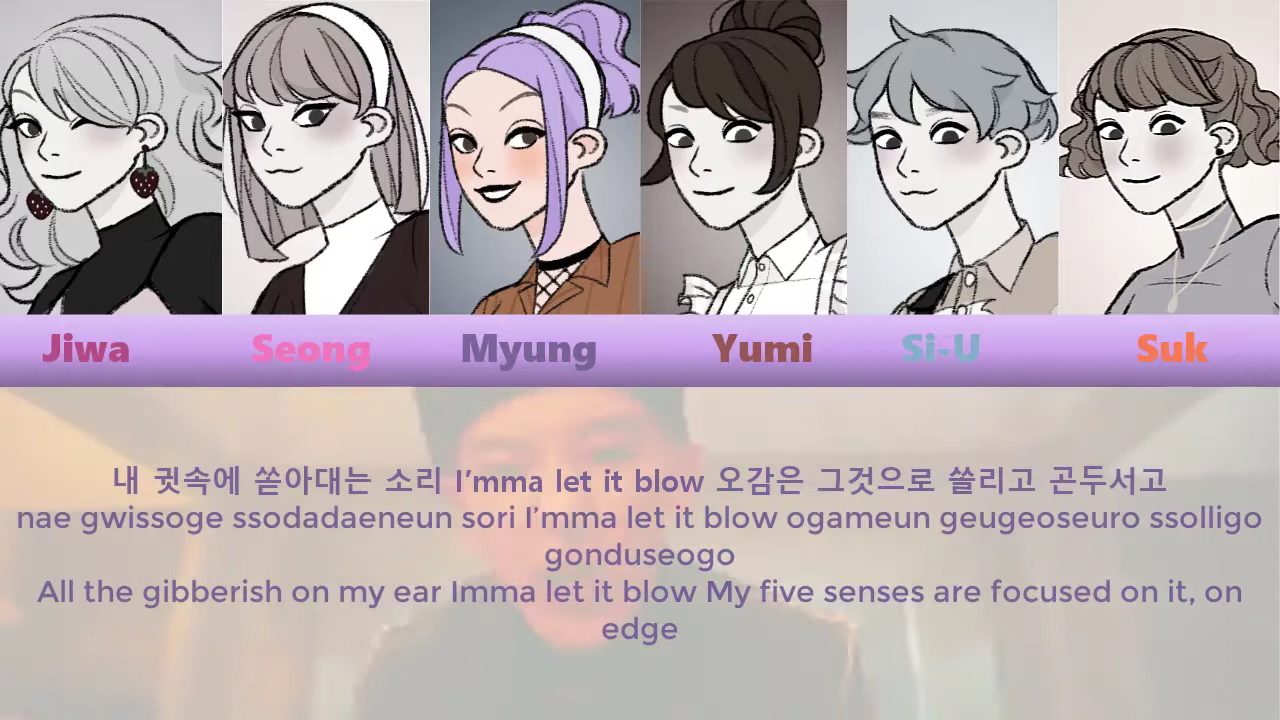 Jiwa Seong Myung Yumi Si-U Suk
내 귓속에 쏟아대는 소리 I’mma let it blow 오감은 그것으로 쏠리고 곤두서고
nae gwissoge ssodadaeneun sori I’mma let it blow ogameun geugeoseuro ssolligo
gonduseogo
All the gibberish on my ear Imma let it blow My five senses are focused on it, on
edge